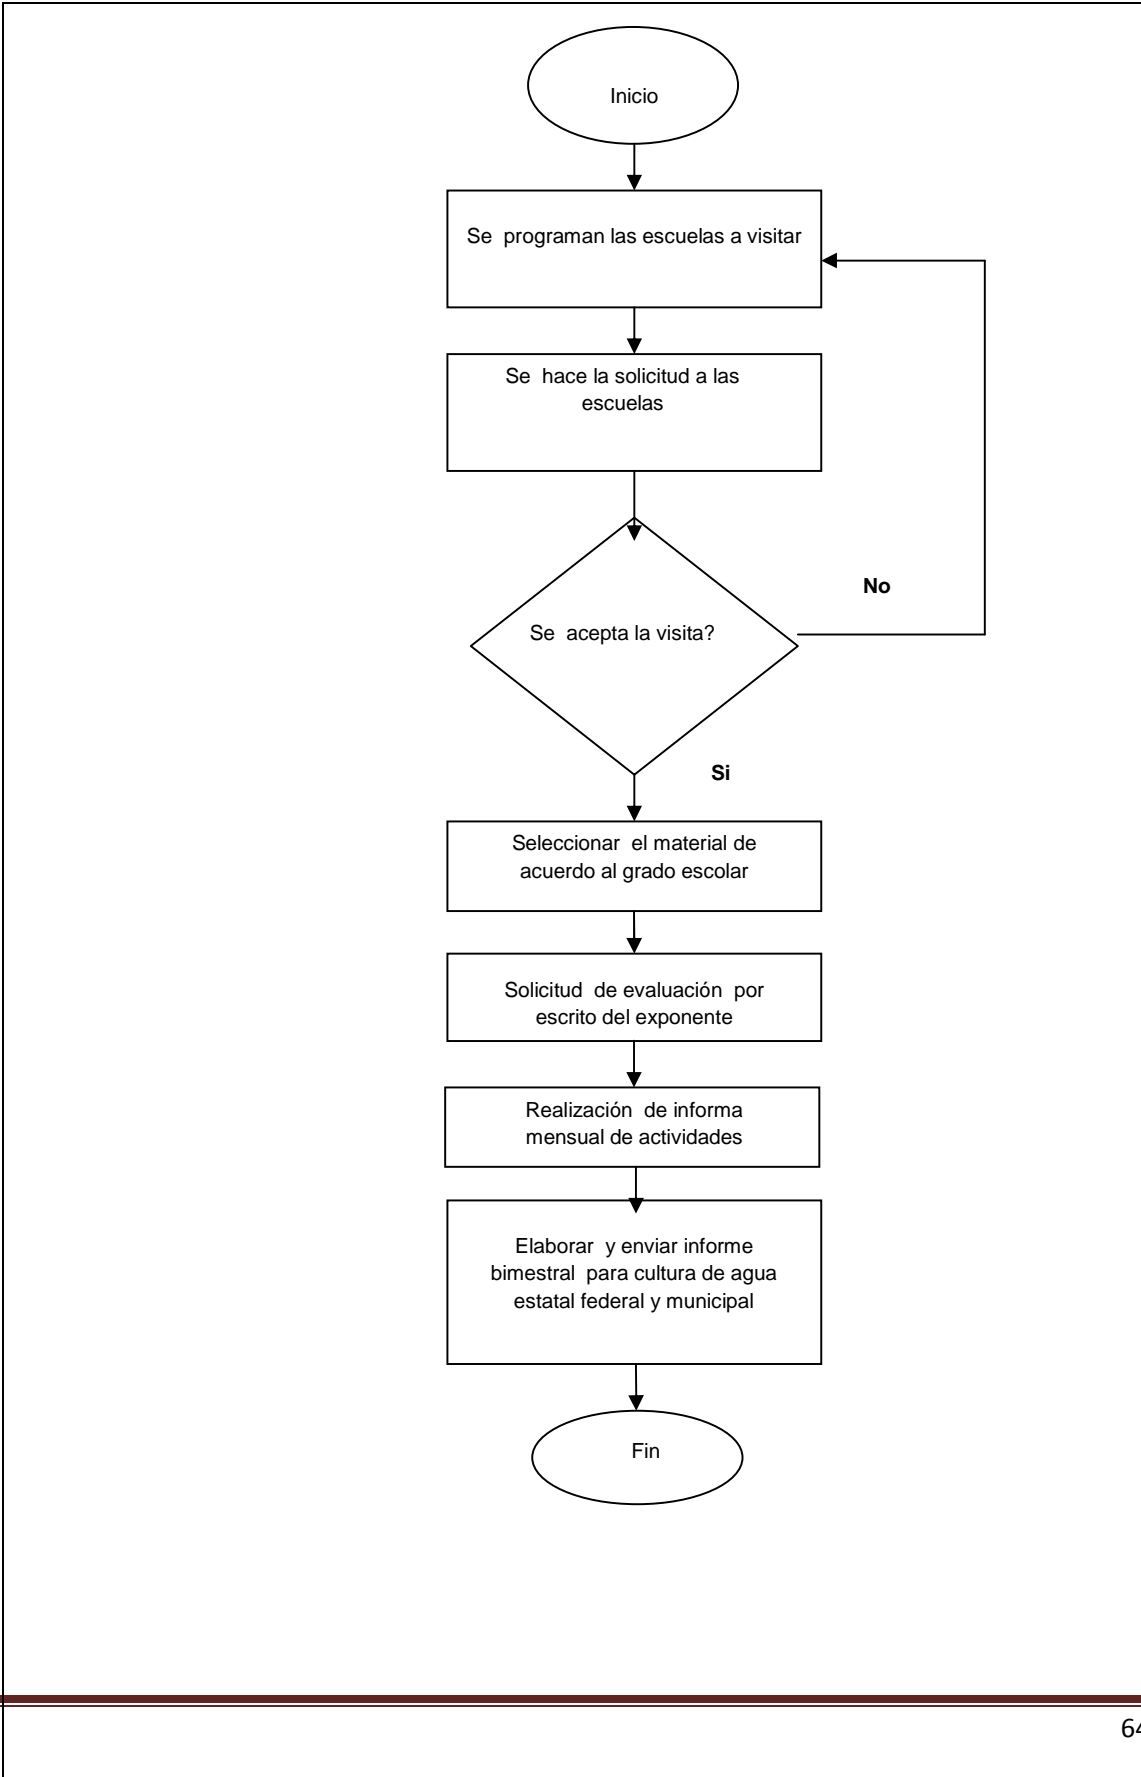 Inicio
Se programan las escuelas a visitar
Se hace la solicitud a las
escuelas
No
Se acepta la visita?
Si
Seleccionar el material de
acuerdo al grado escolar
Solicitud de evaluación por
escrito del exponente
Realización de informa
mensual de actividades
Elaborar y enviar informe
bimestral para cultura de agua
estatal federal y municipal
Fin
64